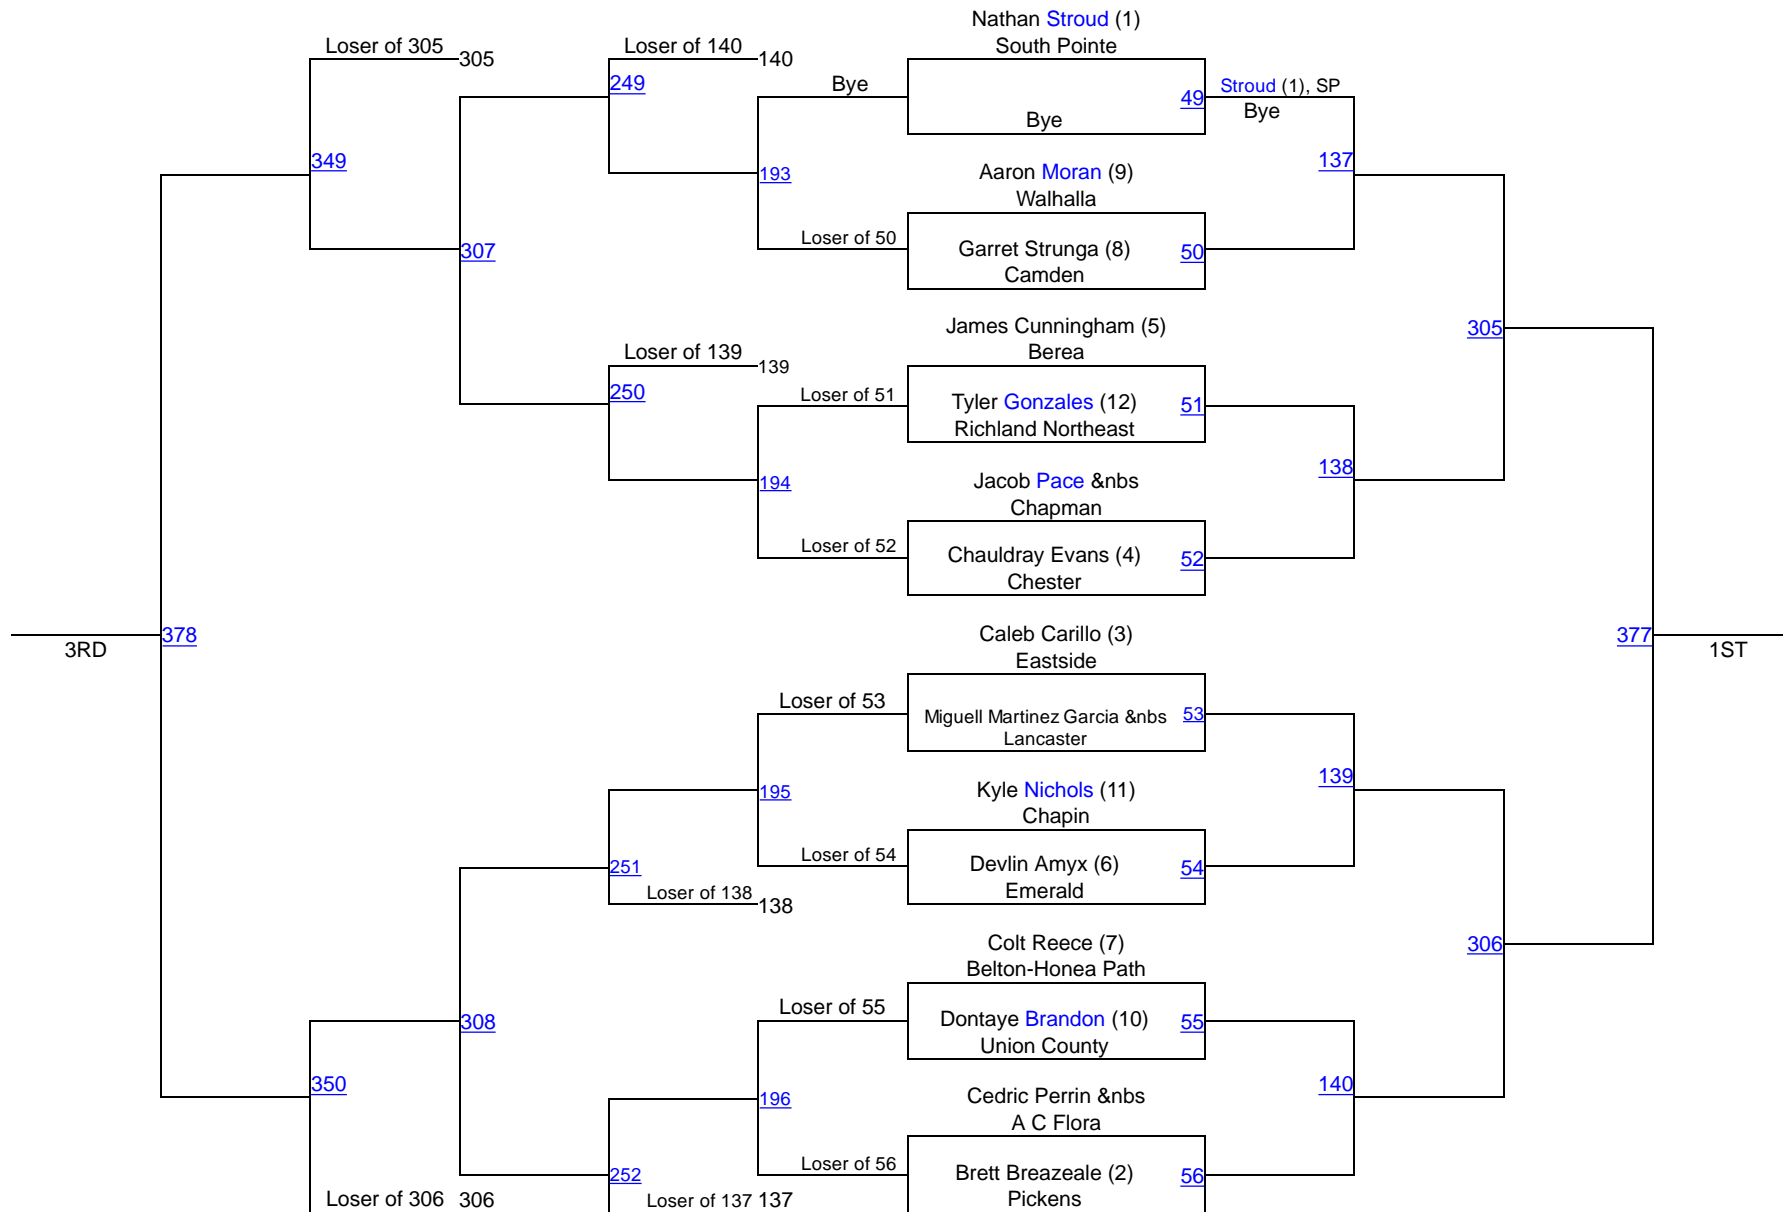 Nathan Stroud (1)
Loser of 305
305
Loser of 140
140
South Pointe
249
Bye
49
Stroud (1), SP
Bye
Bye
349
193
Aaron Moran (9)
137
Walhalla
307
Loser of 50
Garret Strunga (8)
50
Camden
James Cunningham (5)
305
Loser of 139
139
Berea
250
Loser of 51
Tyler Gonzales (12)
51
Richland Northeast
194
Jacob Pace &nbs
138
Chapman
Loser of 52
Chauldray Evans (4)
52
Chester
3RD
378
Caleb Carillo (3)
377
1ST
Eastside
Loser of 53
Miguell Martinez Garcia &nbs
53
Lancaster
195
Kyle Nichols (11)
139
Chapin
251
Loser of 54
Devlin Amyx (6)
54
Emerald
Loser of 138
138
Colt Reece (7)
306
Belton-Honea Path
308
Loser of 55
Dontaye Brandon (10)
55
Union County
350
196
Cedric Perrin &nbs
140
A C Flora
252
Loser of 56
Brett Breazeale (2)
56
Loser of 306
306
Loser of 137
137
Pickens